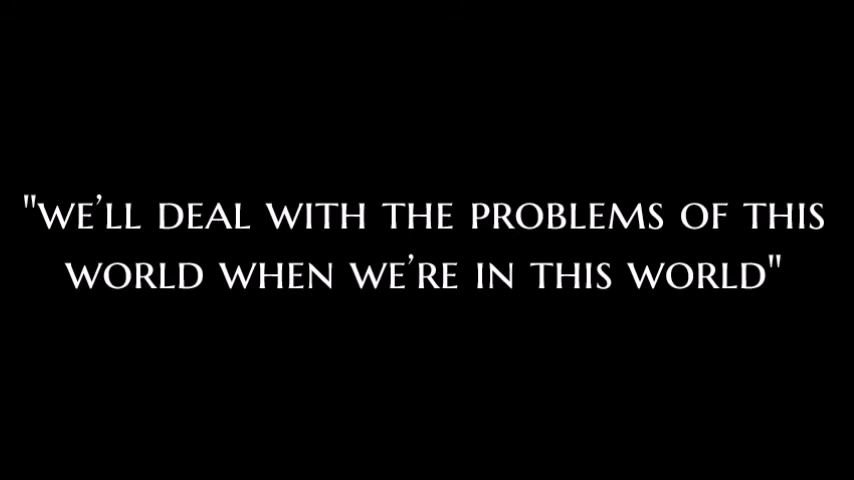 "WE'LL DEAL WITH THE PROBLEMS OF THIS
WORLD WHEN WE'RE IN THIS WORLD"